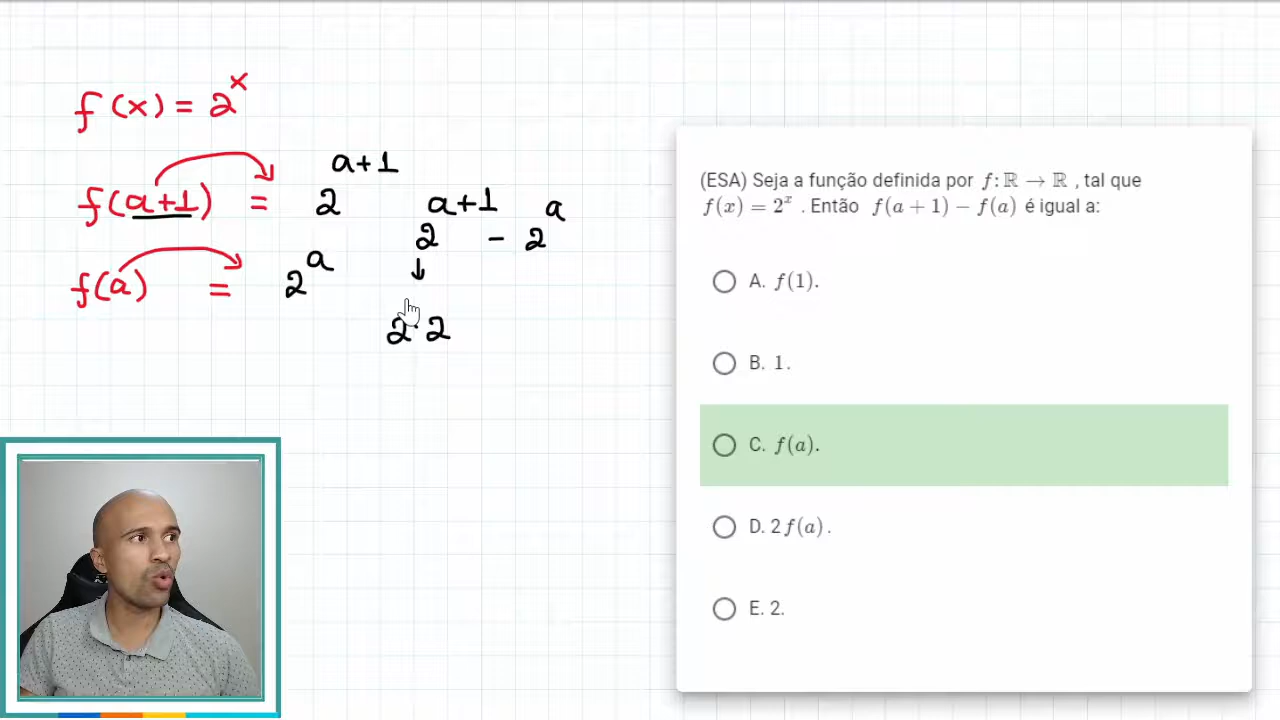 f(x) = 2^x
f(a+1) = 2^{a+1}
2^{a+1} - 2^a
f(a) = 2^a
2 · 2
(ESA) Seja a função definida por f: ℝ → ℝ , tal que
f(x) = 2^x . Então f(a + 1) − f(a) é igual a:
A. f(1).
B. 1.
C. f(a).
D. 2f(a).
E. 2.